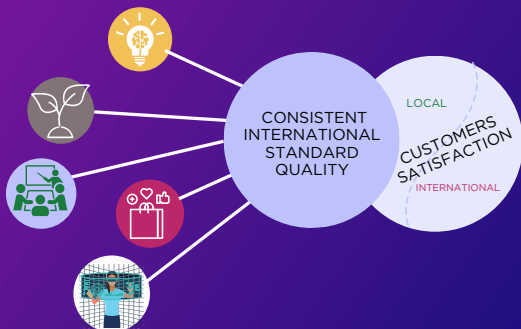 CONSISTENT
INTERNATIONAL
STANDARD
QUALITY
LOCAL
CUSTOMERS
SATISFACTION
INTERNATIONAL